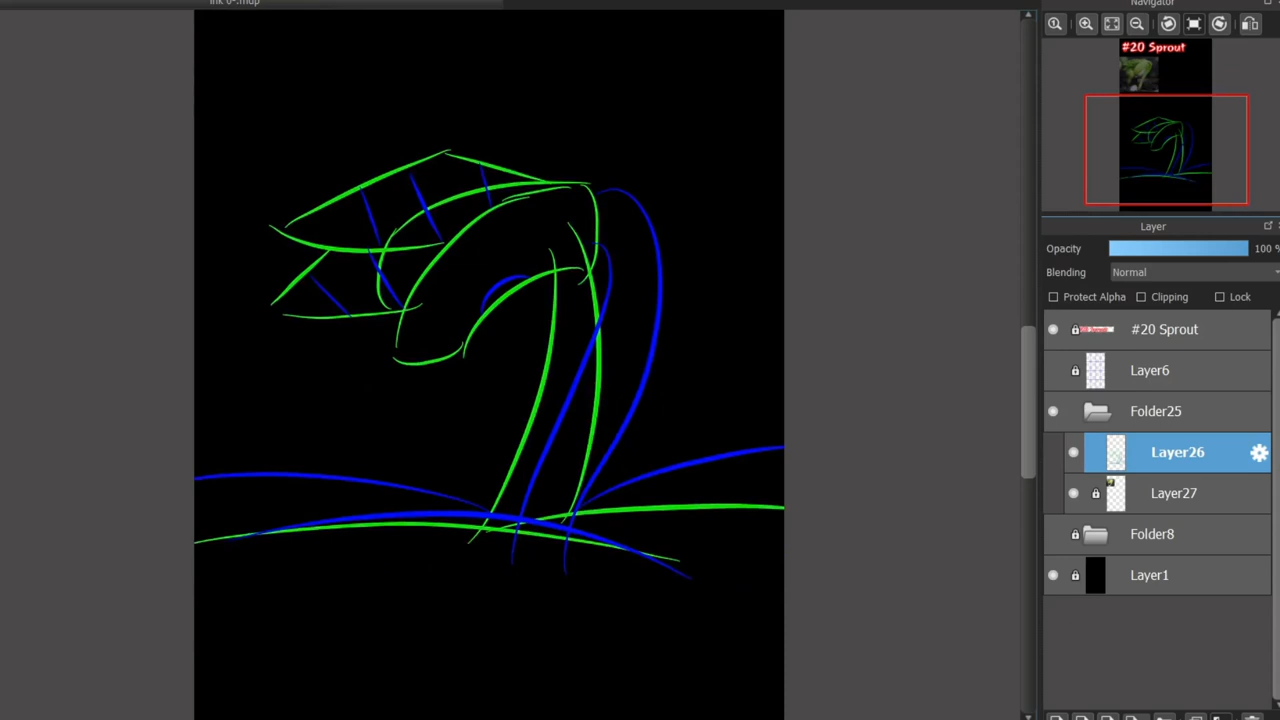 Ink 6-.mdp
Navigator
#20 Sprout
Layer
Opacity 100 %
Blending Normal
Protect Alpha Clipping Lock
#20 Sprout
Layer6
Folder25
Layer26
Layer27
Folder8
Layer1